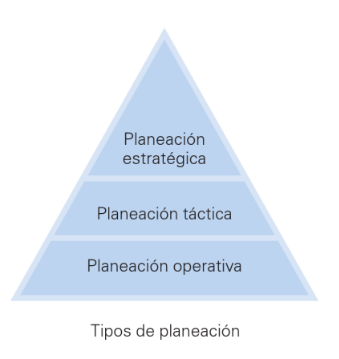 Planeación
estratégica
Planeación táctica
Planeación operativa
Tipos de planeación